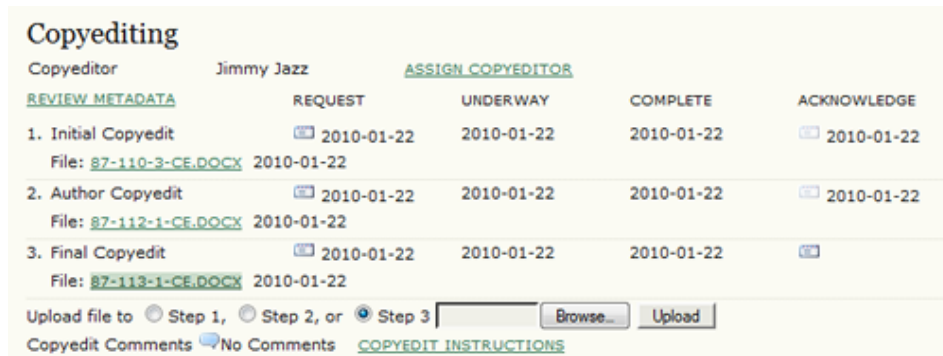 Copyediting
Copyeditor Jimmy Jazz ASSIGN COPYEDITOR
REVIEW METADATA REQUEST UNDERWAY COMPLETE ACKNOWLEDGE
1. Initial Copyedit 2010-01-22 2010-01-22 2010-01-22 2010-01-22
File: 87-110-3-CE.DOCX 2010-01-22
2. Author Copyedit 2010-01-22 2010-01-22 2010-01-22 2010-01-22
File: 87-112-1-CE.DOCX 2010-01-22
3. Final Copyedit 2010-01-22 2010-01-22 2010-01-22
File: 87-113-1-CE.DOCX 2010-01-22
Upload file to Step 1, Step 2, or Step 3 Browse... Upload
Copyedit Comments No Comments COPYEDIT INSTRUCTIONS